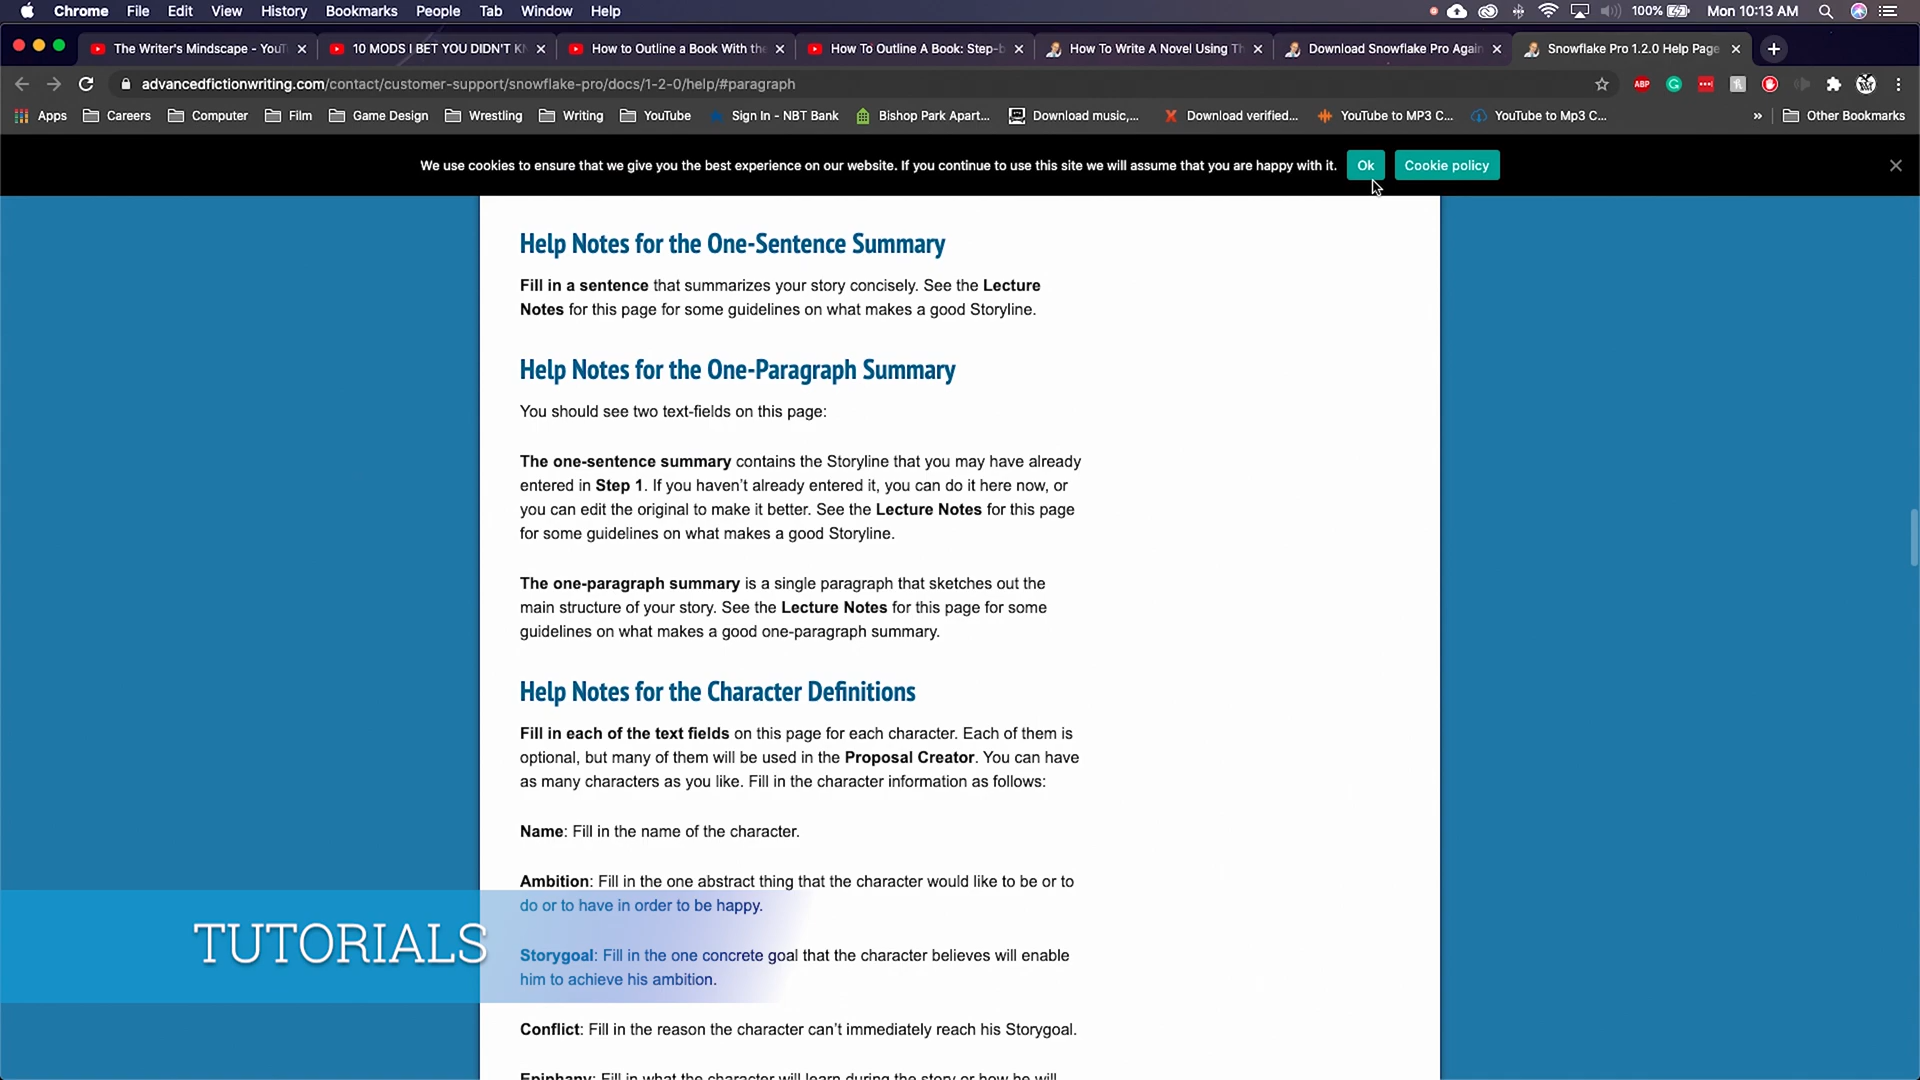 Chrome File Edit View History Bookmarks People Tab Window Help 100% Mon 10:13 AM
The Writer's Mindscape - YouT 10 MODS I BET YOU DIDN'T K How to Outline a Book With the How To Outline A Book: Step-b How To Write A Novel Using Th Download Snowflake Pro Again Snowflake Pro 1.2.0 Help Page
advancedfictionwriting.com/contact/customer-support/snowflake-pro/docs/1-2-0/help/#paragraph ABP
Apps Careers Computer Film Game Design Wrestling Writing YouTube Sign In - NBT Bank Bishop Park Apart... Download music,... Download verified... YouTube to MP3 C... YouTube to Mp3 C... » Other Bookmarks
We use cookies to ensure that we give you the best experience on our website. If you continue to use this site we will assume that you are happy with it. Ok Cookie policy
Help Notes for the One-Sentence Summary
Fill in a sentence that summarizes your story concisely. See the Lecture
Notes for this page for some guidelines on what makes a good Storyline.
Help Notes for the One-Paragraph Summary
You should see two text-fields on this page:
The one-sentence summary contains the Storyline that you may have already
entered in Step 1. If you haven't already entered it, you can do it here now, or
you can edit the original to make it better. See the Lecture Notes for this page
for some guidelines on what makes a good Storyline.
The one-paragraph summary is a single paragraph that sketches out the
main structure of your story. See the Lecture Notes for this page for some
guidelines on what makes a good one-paragraph summary.
Help Notes for the Character Definitions
Fill in each of the text fields on this page for each character. Each of them is
optional, but many of them will be used in the Proposal Creator. You can have
as many characters as you like. Fill in the character information as follows:
Name: Fill in the name of the character.
Ambition: Fill in the one abstract thing that the character would like to be or to
do or to have in order to be happy.
TUTORIALS
Storygoal: Fill in the one concrete goal that the character believes will enable
him to achieve his ambition.
Conflict: Fill in the reason the character can't immediately reach his Storygoal.
Epiphany: Fill in what the character will learn during the story or how he will